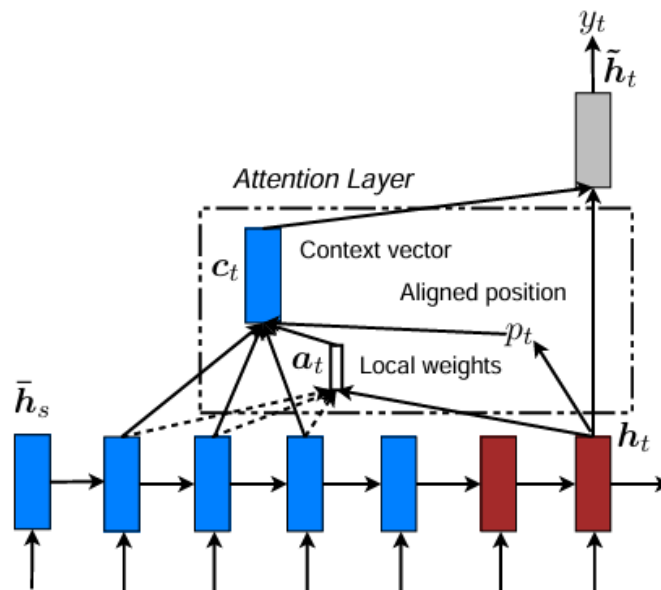 y_t
h̃_t
Attention Layer
c_t
Context vector
Aligned position
p_t
a_t
Local weights
h̄_s
h_t